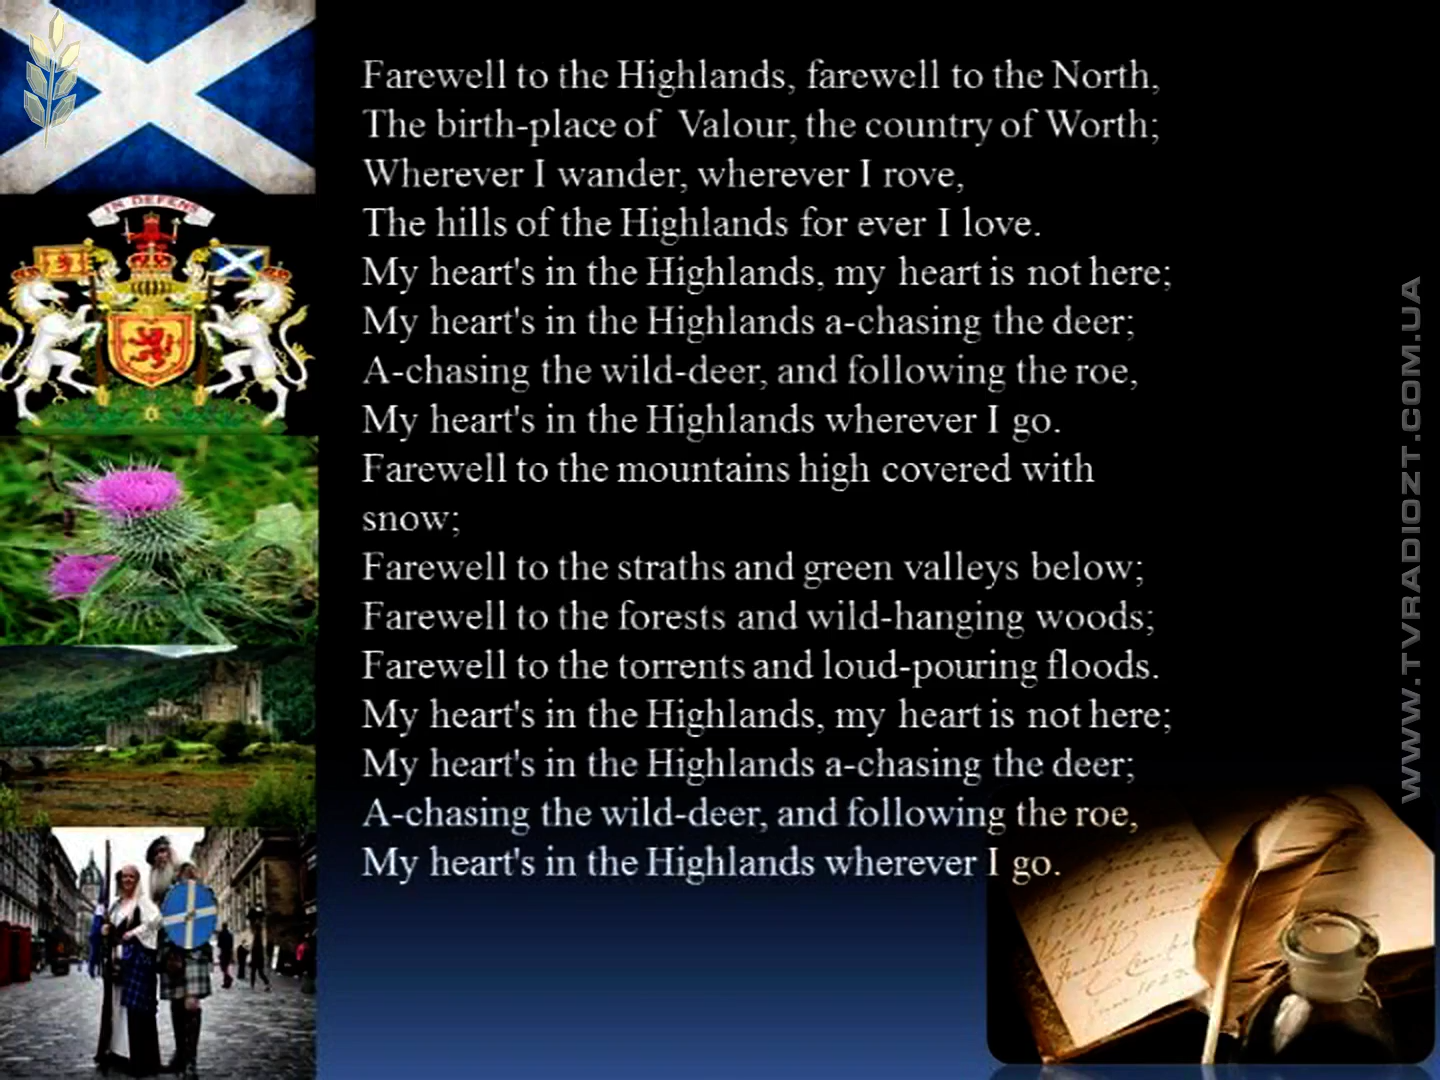 IN DEFENS
Farewell to the Highlands, farewell to the North,
The birth-place of Valour, the country of Worth;
Wherever I wander, wherever I rove,
The hills of the Highlands for ever I love.
My heart's in the Highlands, my heart is not here;
My heart's in the Highlands a-chasing the deer;
A-chasing the wild-deer, and following the roe,
My heart's in the Highlands wherever I go.
Farewell to the mountains high covered with
snow;
Farewell to the straths and green valleys below;
Farewell to the forests and wild-hanging woods;
Farewell to the torrents and loud-pouring floods.
My heart's in the Highlands, my heart is not here;
My heart's in the Highlands a-chasing the deer;
A-chasing the wild-deer, and following the roe,
My heart's in the Highlands wherever I go.
WWW.TVRADIOZT.COM.UA